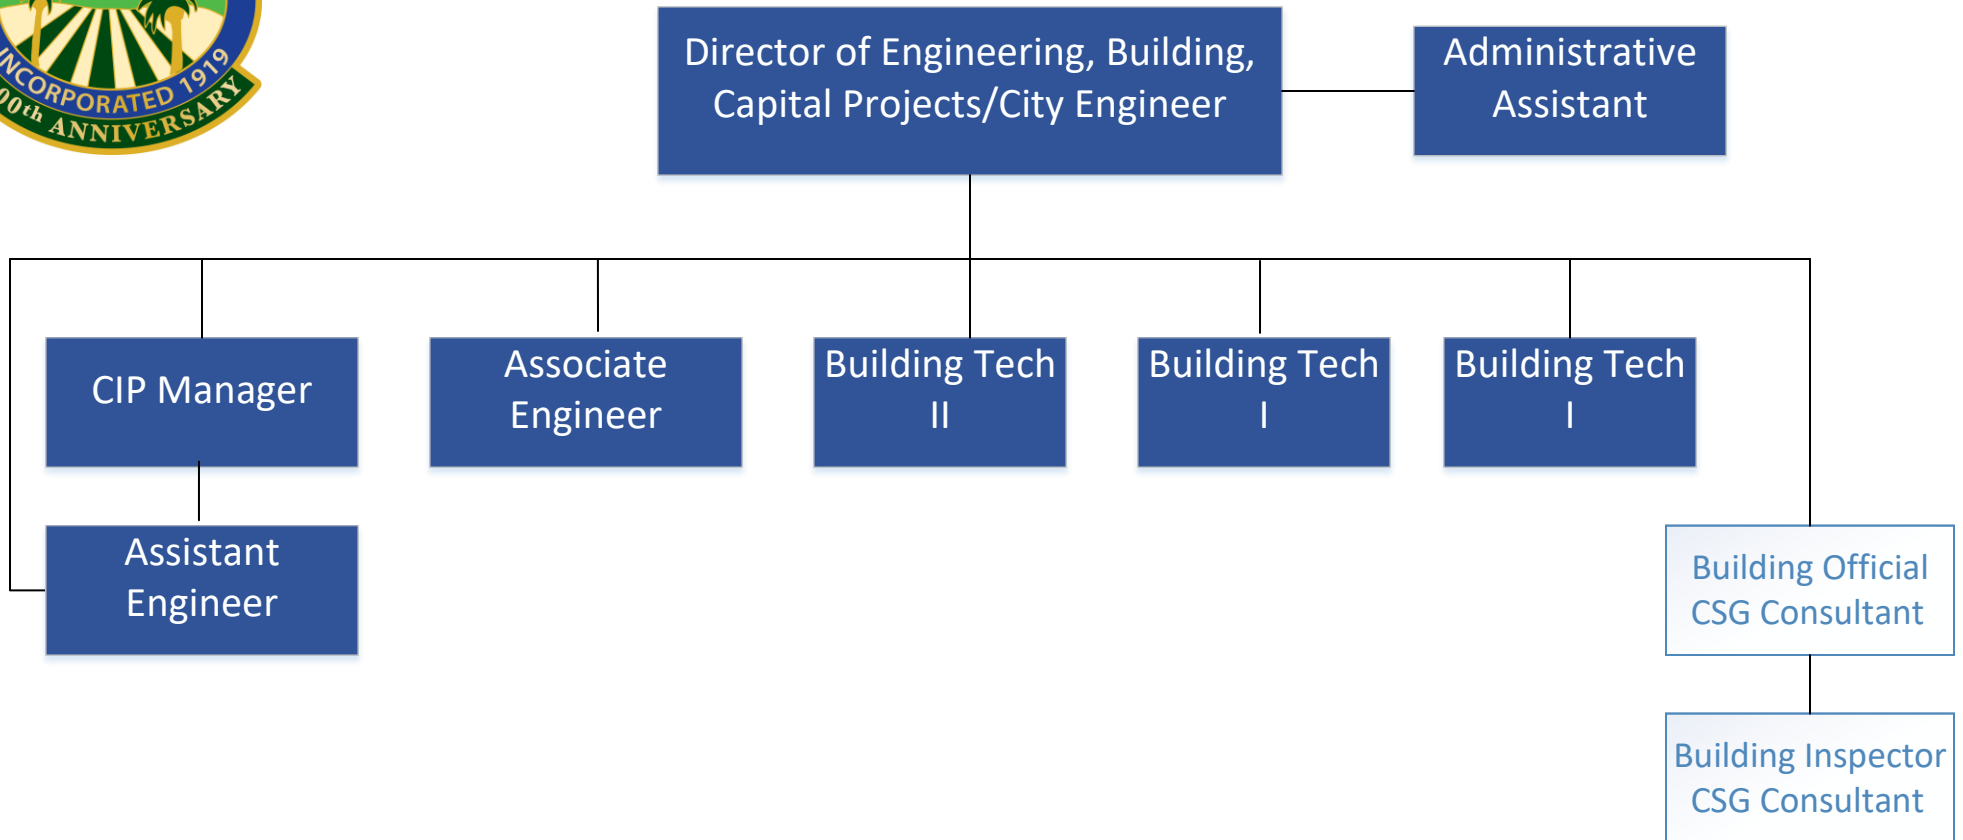 INCORPORATED 1919
00th ANNIVERSARY
Director of Engineering, Building,
Capital Projects/City Engineer
Administrative
Assistant
CIP Manager
Associate
Engineer
Building Tech
II
Building Tech
I
Building Tech
I
Assistant
Engineer
Building Official
CSG Consultant
Building Inspector
CSG Consultant